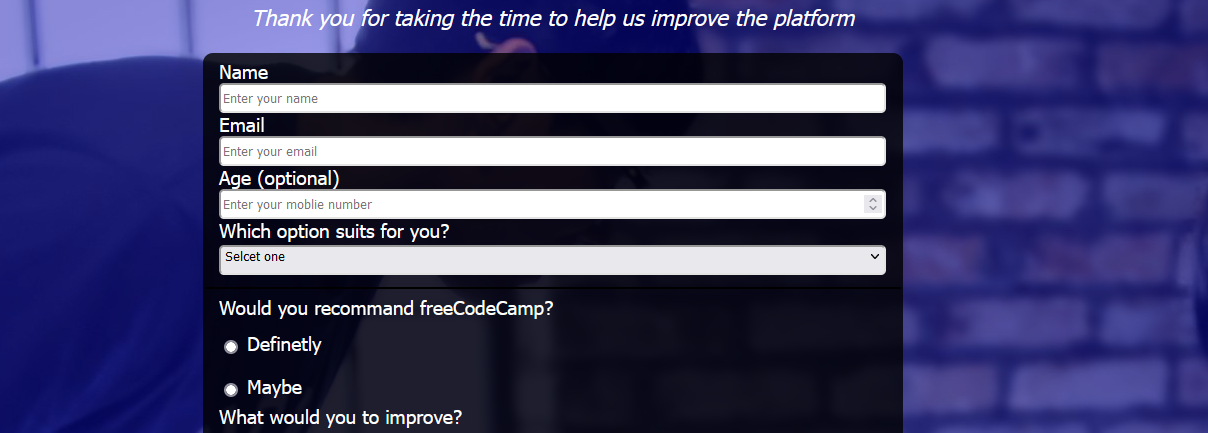 Thank you for taking the time to help us improve the platform
Name
Enter your name
Email
Enter your email
Age (optional)
Enter your moblie number
Which option suits for you?
Selcet one
Would you recommand freeCodeCamp?
Definetly
Maybe
What would you to improve?